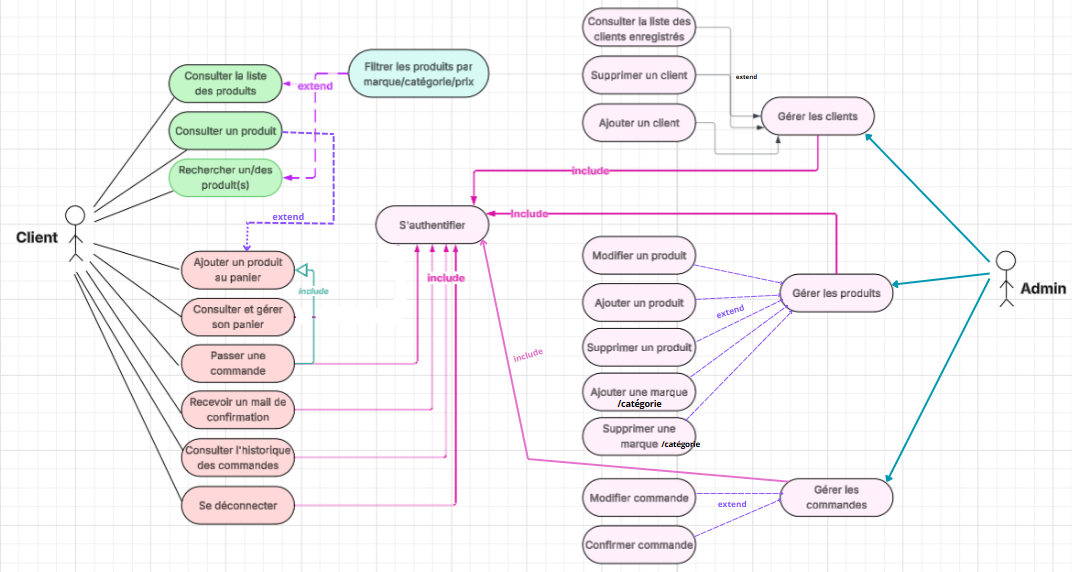 Consulter la liste des
clients enregistrés
Supprimer un client
extend
Ajouter un client
Gérer les clients
Filtrer les produits par
marque/catégorie/prix
extend
Consulter la liste
des produits
Consulter un produit
Rechercher un/des
produit(s)
extend
Client
include
S'authentifier
include
include
Ajouter un produit
au panier
include
Consulter et gérer
son panier
Passer une
commande
Recevoir un mail de
confirmation
Consulter l'historique
des commandes
Se déconnecter
include
Modifier un produit
Ajouter un produit
extend
Supprimer un produit
Ajouter une marque
/catégorie
Supprimer une
marque /catégorie
Gérer les produits
Admin
Modifier commande
extend
Confirmer commande
Gérer les
commandes